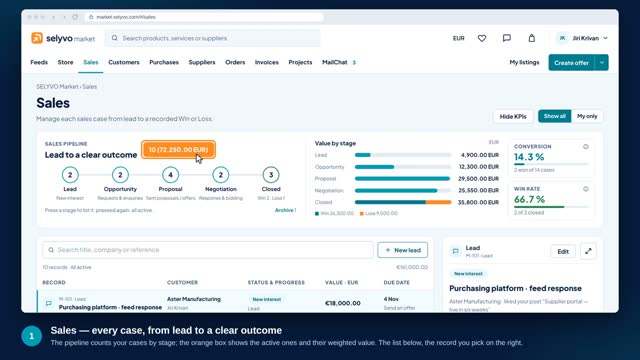 market.selyvo.com/#sales
selyvo market
Search products, services or suppliers
EUR
JK
Jiri Krivan
Feeds
Store
Sales
Customers
Purchases
Suppliers
Orders
Invoices
Projects
MailChat 3
My listings
Create offer
SELYVO Market › Sales
Sales
Manage each sales case from lead to a recorded Win or Loss.
Hide KPIs
Show all
My only
SALES PIPELINE
Lead to a clear outcome
10 (72,250.00 EUR)
2
2
4
2
3
Lead
Opportunity
Proposal
Negotiation
Closed
New interest
Requests & enquiries
Sent proposals / offers
Response & bidding
Win 2 · Loss 1
Press a stage to list it; pressed again, all active.
Archive
Value by stage
EUR
Lead 4,900.00 EUR
Opportunity 12,300.00 EUR
Proposal 29,500.00 EUR
Negotiation 25,550.00 EUR
Closed 35,800.00 EUR
Win 26,300.00
Loss 9,500.00
CONVERSION
14.3 %
2 won of 14 cases
WIN RATE
66.7 %
2 of 3 closed
Search title, company or reference
+ New lead
10 records · All active
€161,000.00
RECORD
CUSTOMER
STATUS & PROGRESS
VALUE · EUR
DUE DATE
M-101 · Lead
Purchasing platform · feed response
Aster Manufacturing
Jiri Krivan
New interest
Lead
€18,000.00
4 Nov
Send an offer
Lead
M-101 · Lead
Edit
New interest
Purchasing platform · feed response
Aster Manufacturing · liked your post "Supplier portal —
live in six weeks"
1
Sales — every case, from lead to a clear outcome
The pipeline counts your cases by stage; the orange box shows the active ones and their weighted value. The list below, the record you pick on the right.